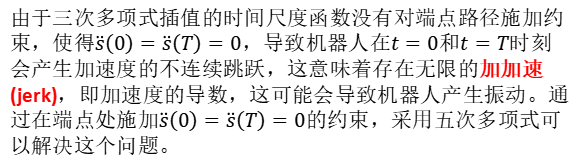 由于三次多项式插值的时间尺度函数没有对端点路径施加约
束，使得s̈(0) = s̈(T) = 0，导致机器人在t = 0和t = T时刻
会产生加速度的不连续跳跃，这意味着存在无限的加加速
(jerk)，即加速度的导数，这可能会导致机器人产生振动。通
过在端点处施加s̈(0) = s̈(T) = 0的约束，采用五次多项式可
以解决这个问题。